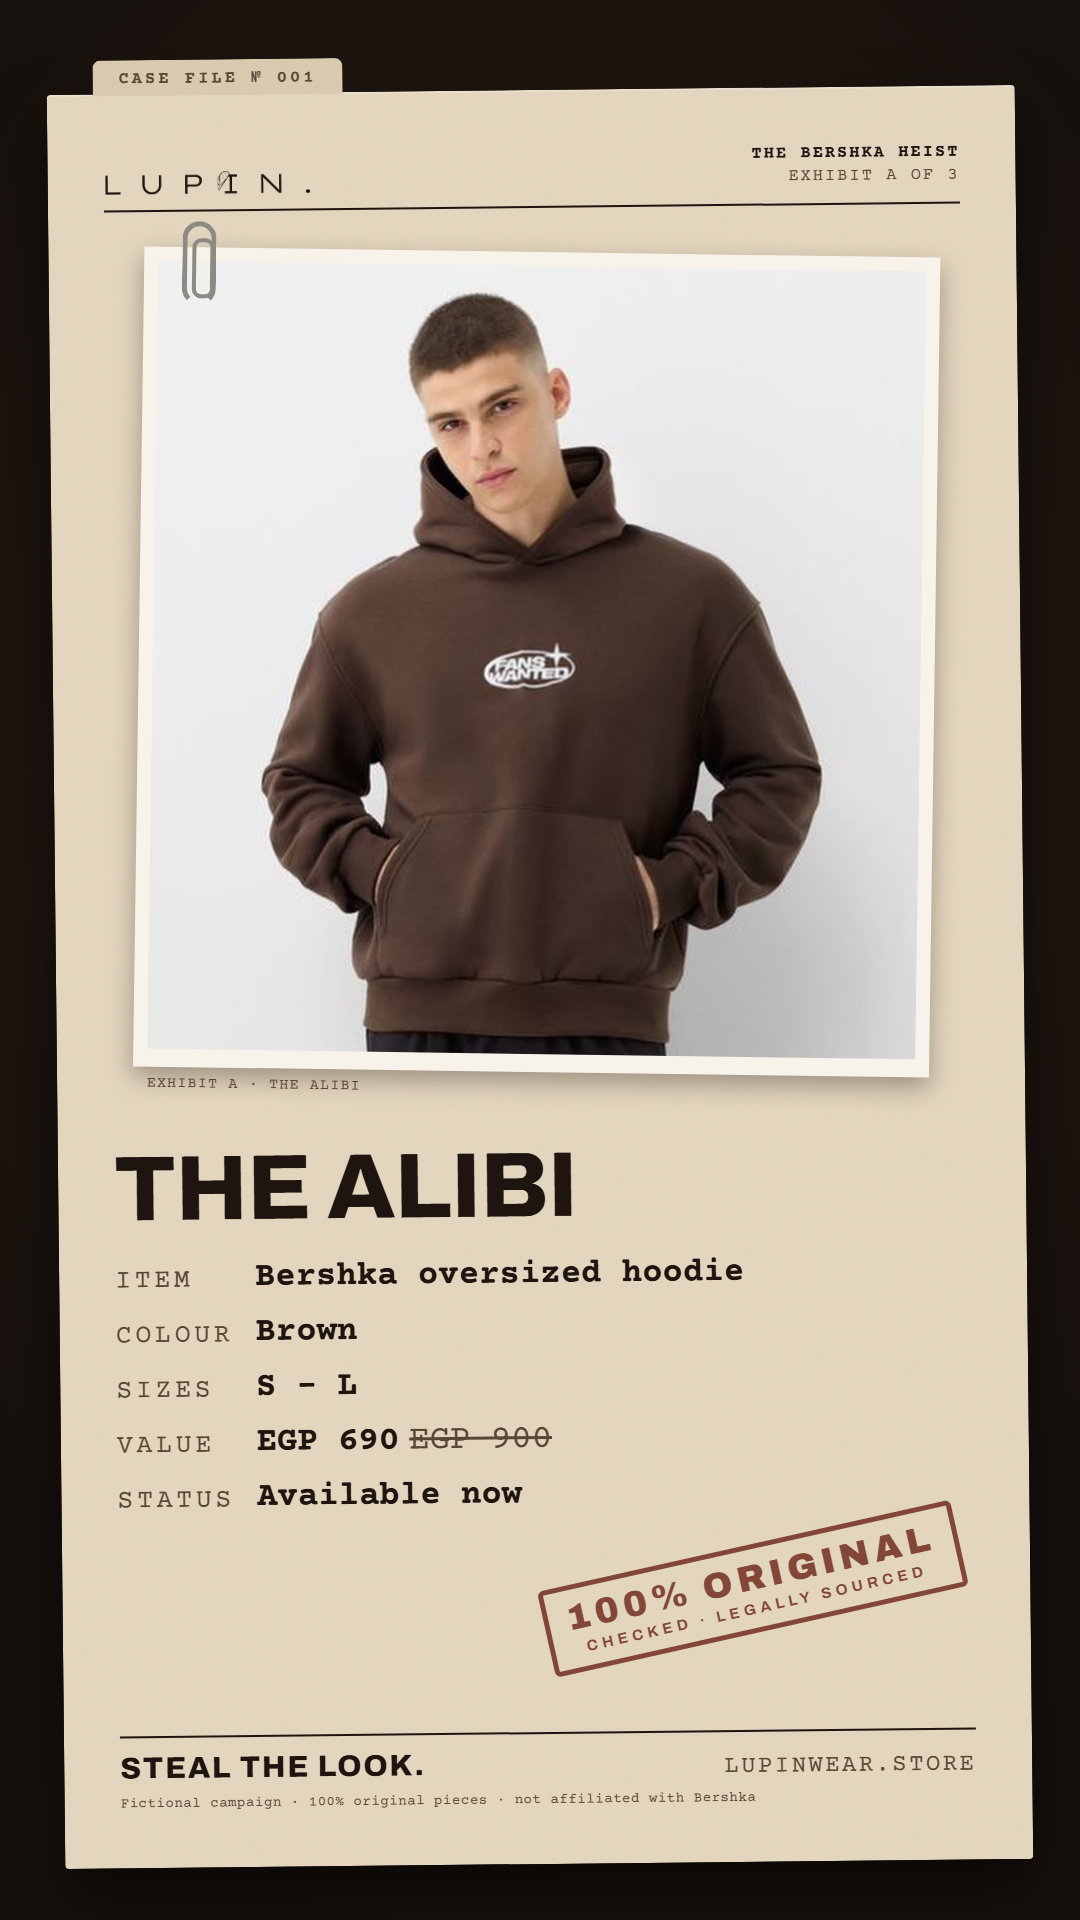 CASE FILE № 001
LUPIN.
THE BERSHKA HEIST
EXHIBIT A OF 3
FANS
WANTED
EXHIBIT A · THE ALIBI
THE ALIBI
ITEM Bershka oversized hoodie
COLOUR Brown
SIZES S – L
VALUE EGP 690 EGP 900
STATUS Available now
100% ORIGINAL
CHECKED · LEGALLY SOURCED
STEAL THE LOOK.
LUPINWEAR.STORE
Fictional campaign · 100% original pieces · not affiliated with Bershka